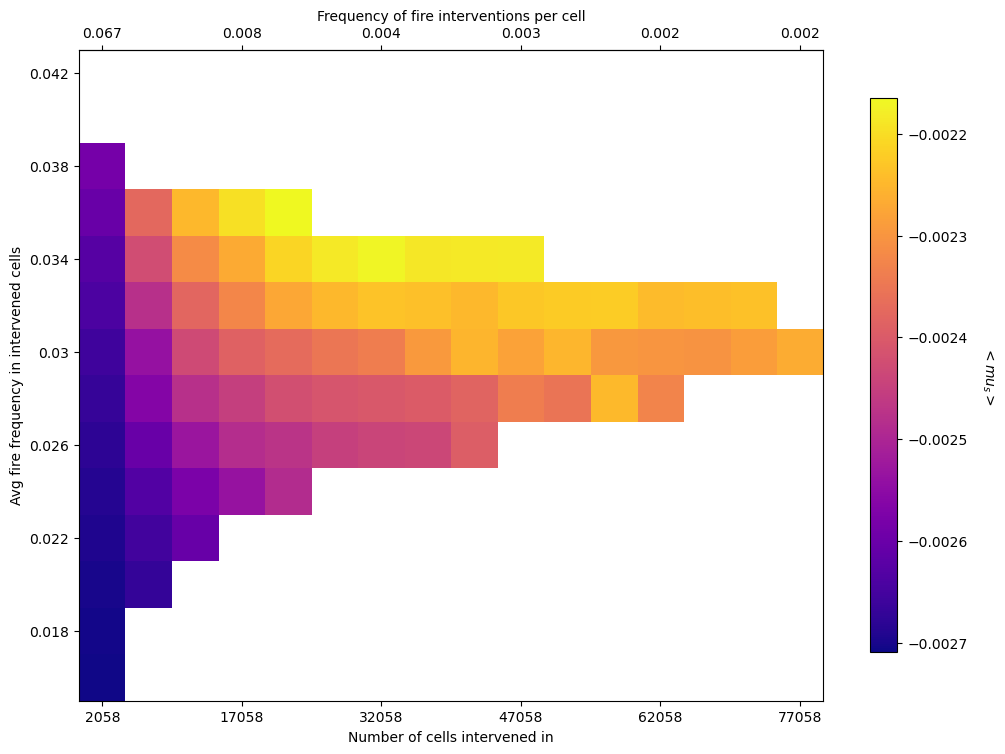 Frequency of fire interventions per cell
0.067 0.008 0.004 0.003 0.002 0.002
0.042
0.038
0.034
0.03
0.026
0.022
0.018
Avg fire frequency in intervened cells
2058 17058 32058 47058 62058 77058
Number of cells intervened in
−0.0022
−0.0023
−0.0024
−0.0025
−0.0026
−0.0027
< mu_s >